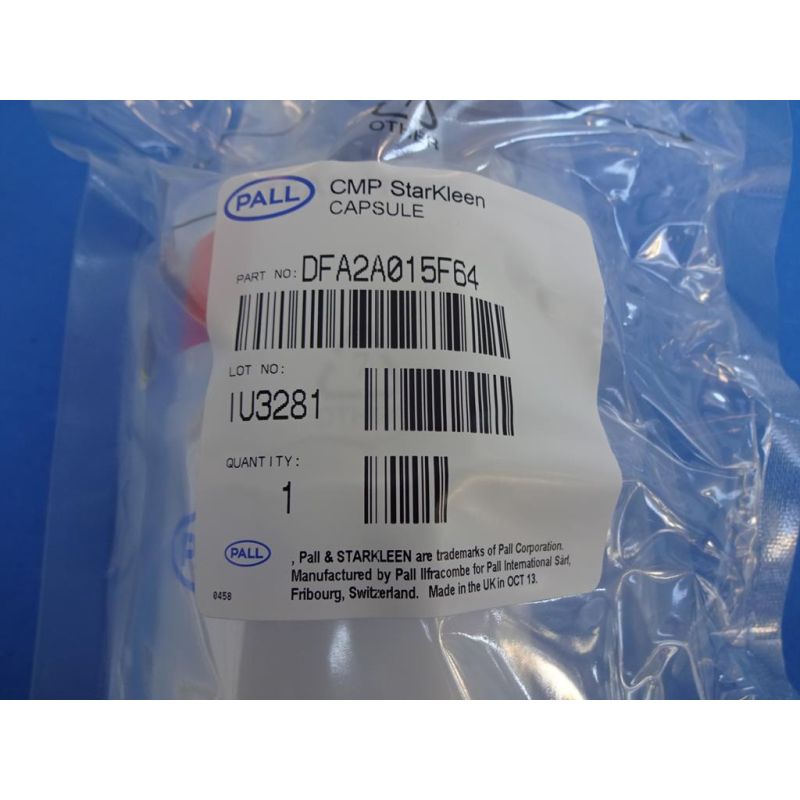 OTHER
PALL
CMP StarKleen
CAPSULE
PART NO: DFA2A015F64
LOT NO:
IU3281
QUANTITY:
1
PALL
, Pall & STARKLEEN are trademarks of Pall Corporation.
Manufactured by Pall Ilfracombe for Pall International Sàrl,
Fribourg, Switzerland. Made in the UK in OCT 13.
0458